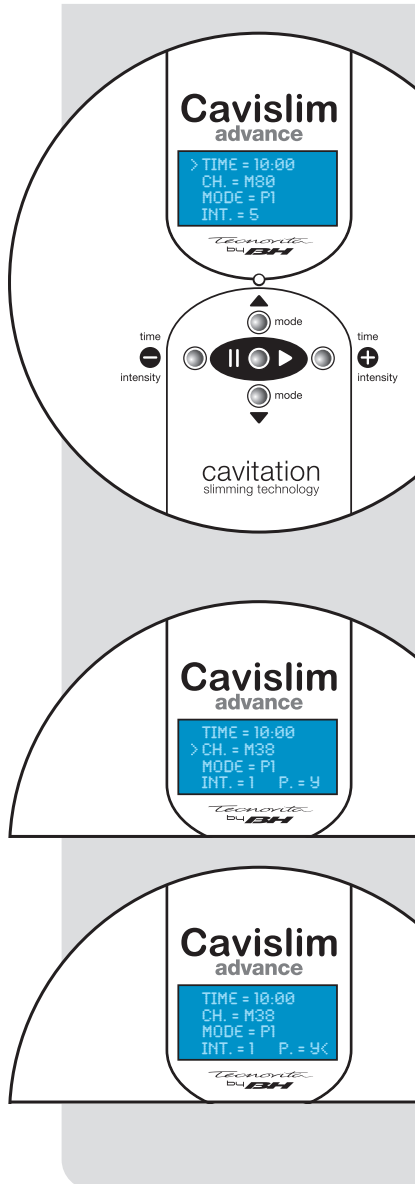 Cavislim
advance
>TIME = 10:00
CH. = M80
MODE = P1
INT. = 5
Tecnovita
by BH
mode
time
time
intensity
intensity
mode
cavitation
slimming technology
Cavislim
advance
TIME = 10:00
>CH. = M38
MODE = P1
INT. = 1 P. = Y
Tecnovita
by BH
Cavislim
advance
TIME = 10:00
CH. = M38
MODE = P1
INT. = 1 P. = Y<
Tecnovita
by BH